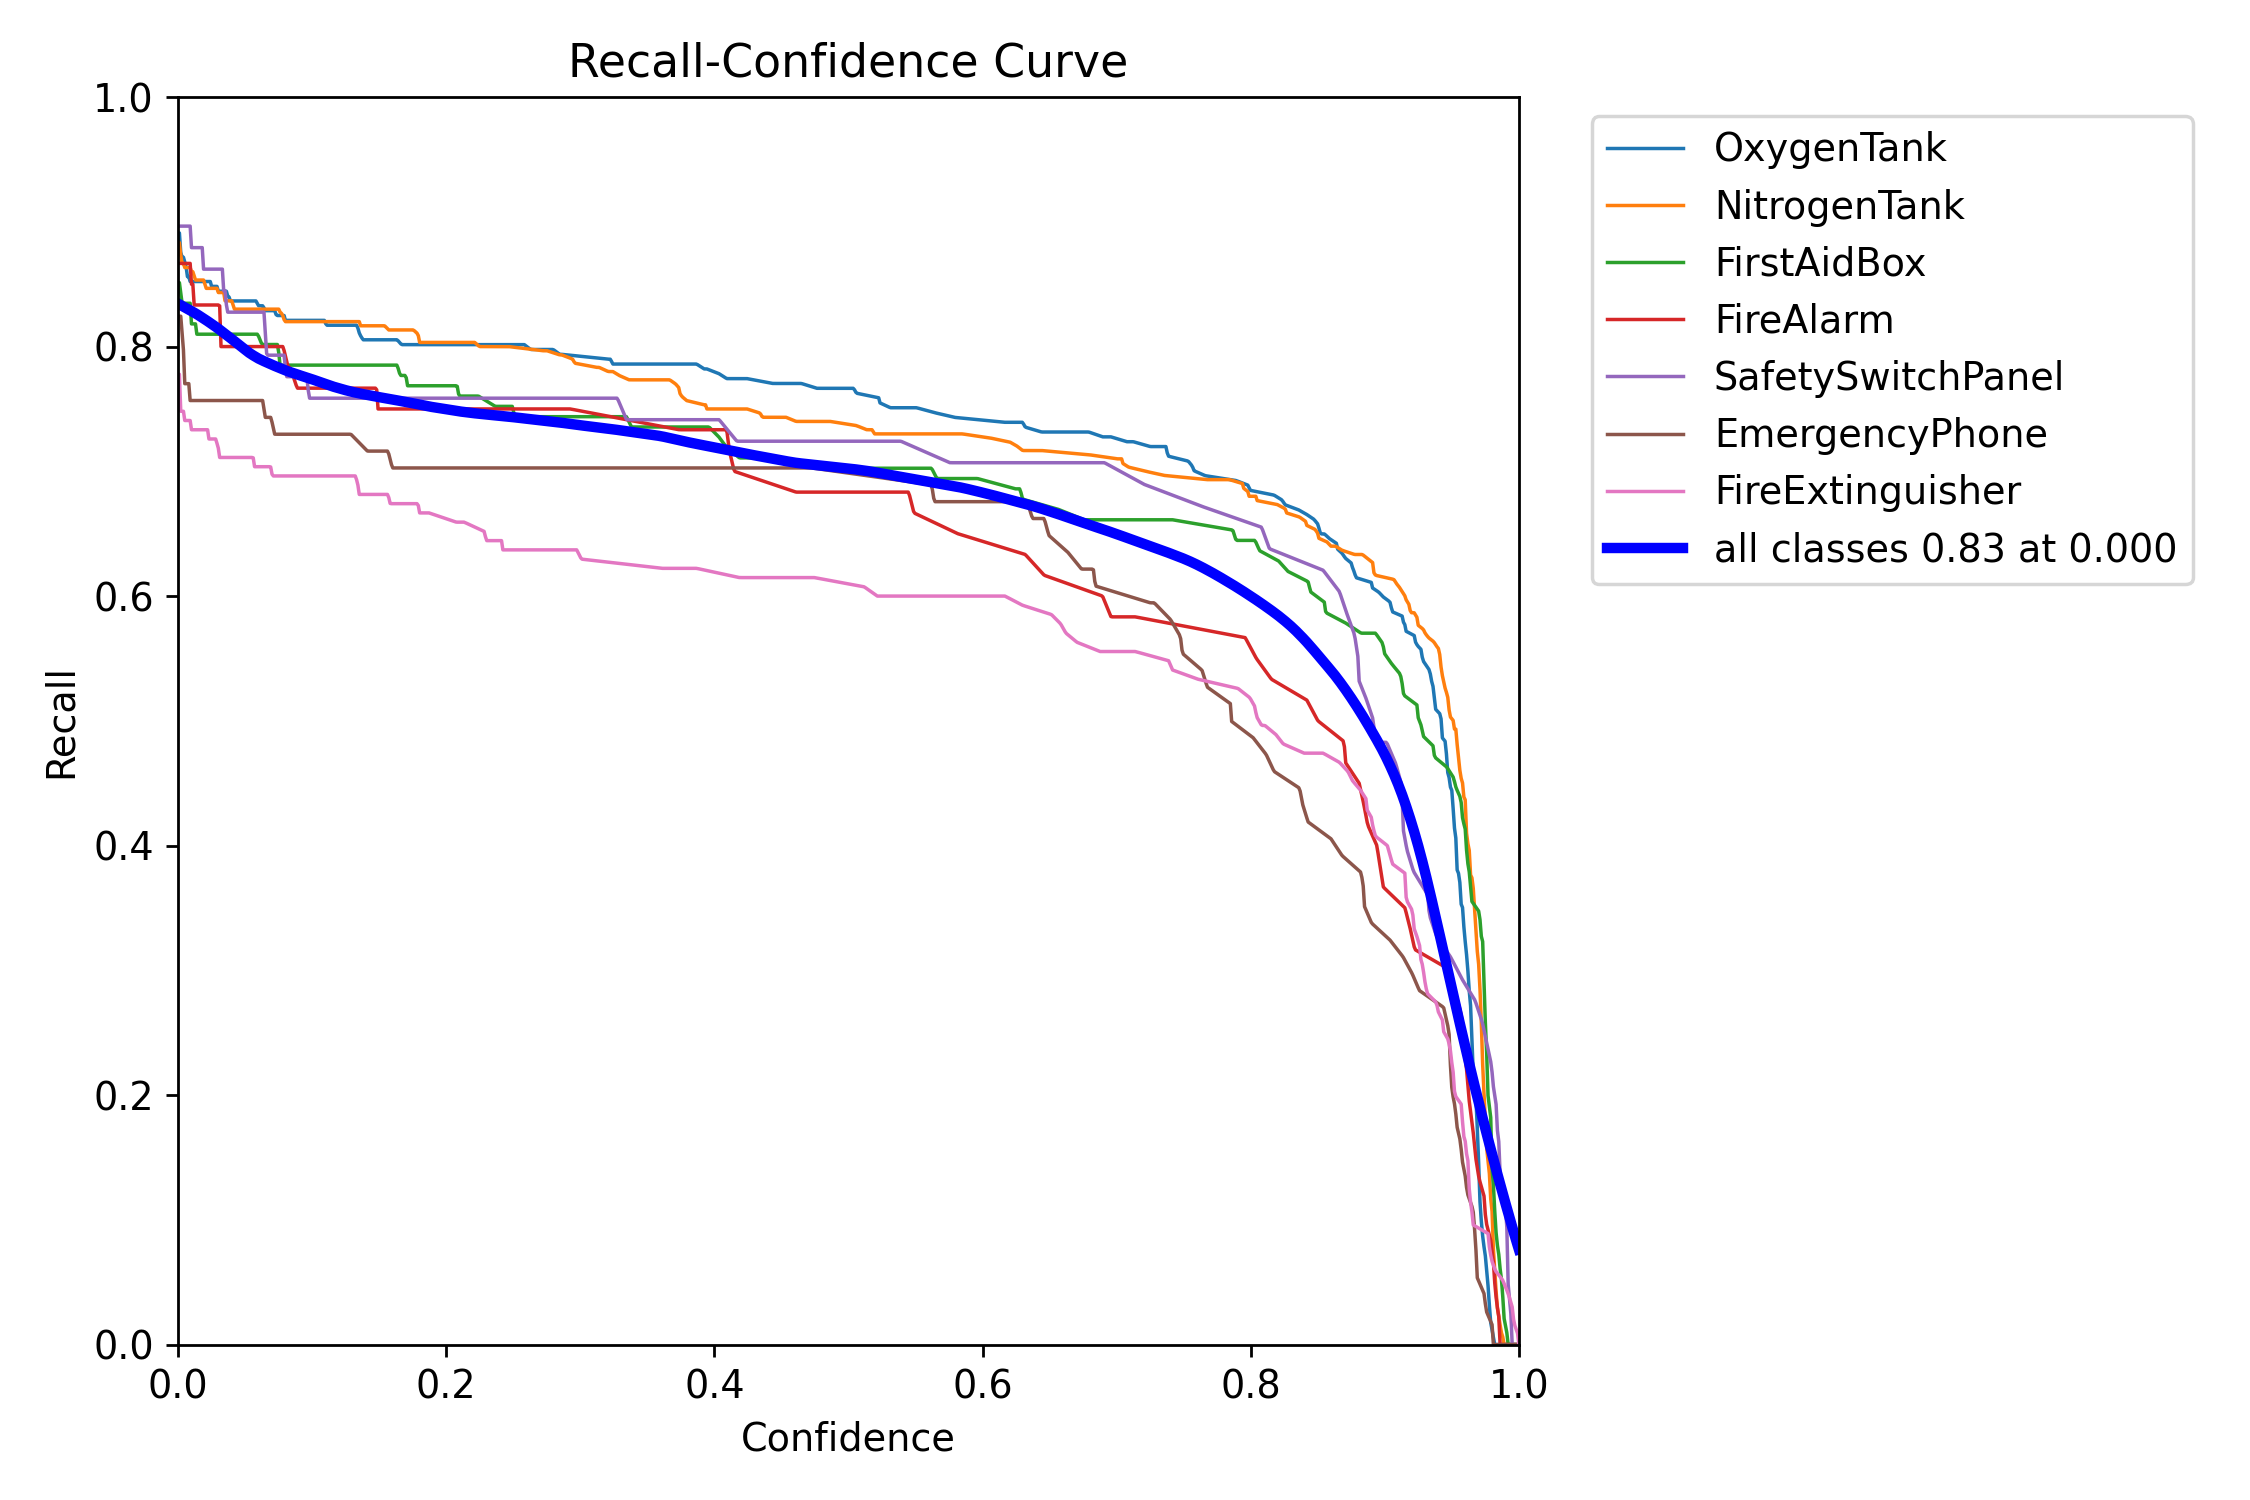 Recall-Confidence Curve
1.0
0.8
0.6
0.4
0.2
0.0
Recall
0.0 0.2 0.4 0.6 0.8 1.0
Confidence
OxygenTank
NitrogenTank
FirstAidBox
FireAlarm
SafetySwitchPanel
EmergencyPhone
FireExtinguisher
all classes 0.83 at 0.000